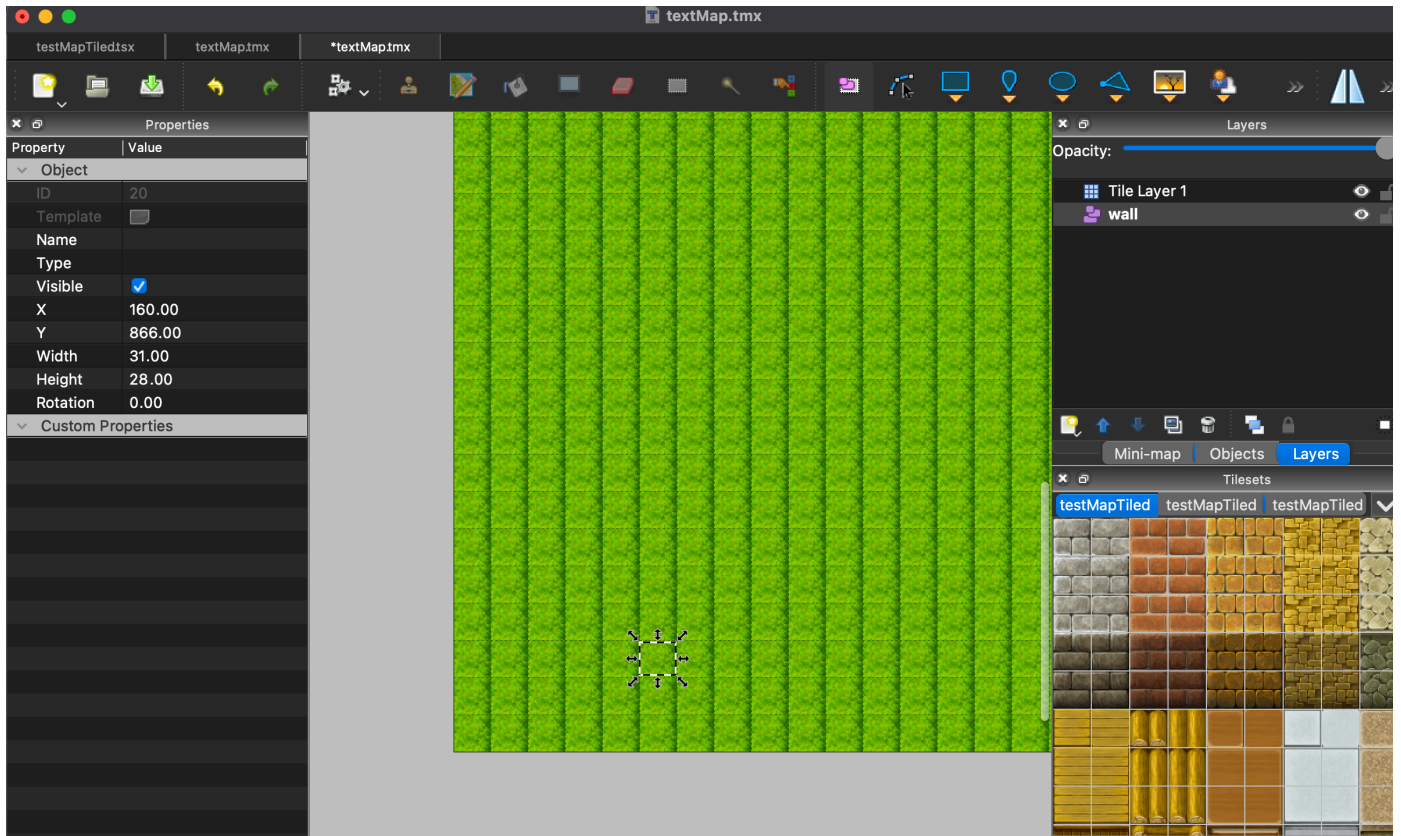 textMap.tmx
testMapTiled.tsx
textMap.tmx
*textMap.tmx
Properties
Property Value
Object
ID 20
Template
Name
Type
Visible
X 160.00
Y 866.00
Width 31.00
Height 28.00
Rotation 0.00
Custom Properties
Layers
Opacity:
Tile Layer 1
wall
Mini-map Objects Layers
Tilesets
testMapTiled testMapTiled testMapTiled